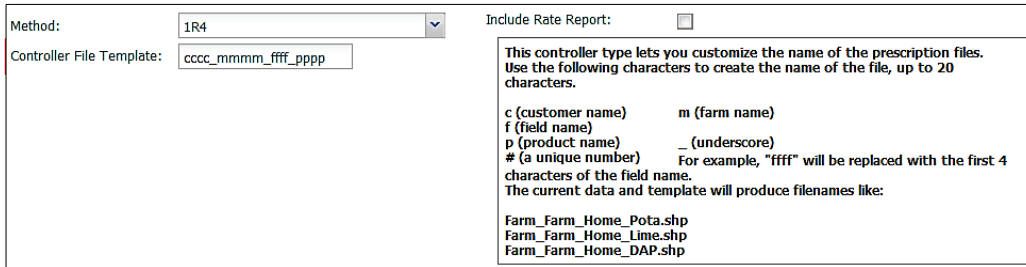 Method:
1R4
Include Rate Report:
Controller File Template:
cccc_mmmm_ffff_pppp
This controller type lets you customize the name of the prescription files.
Use the following characters to create the name of the file, up to 20
characters.
c (customer name) m (farm name)
f (field name)
p (product name) _ (underscore)
# (a unique number) For example, "ffff" will be replaced with the first 4
characters of the field name.
The current data and template will produce filenames like:
Farm_Farm_Home_Pota.shp
Farm_Farm_Home_Lime.shp
Farm_Farm_Home_DAP.shp